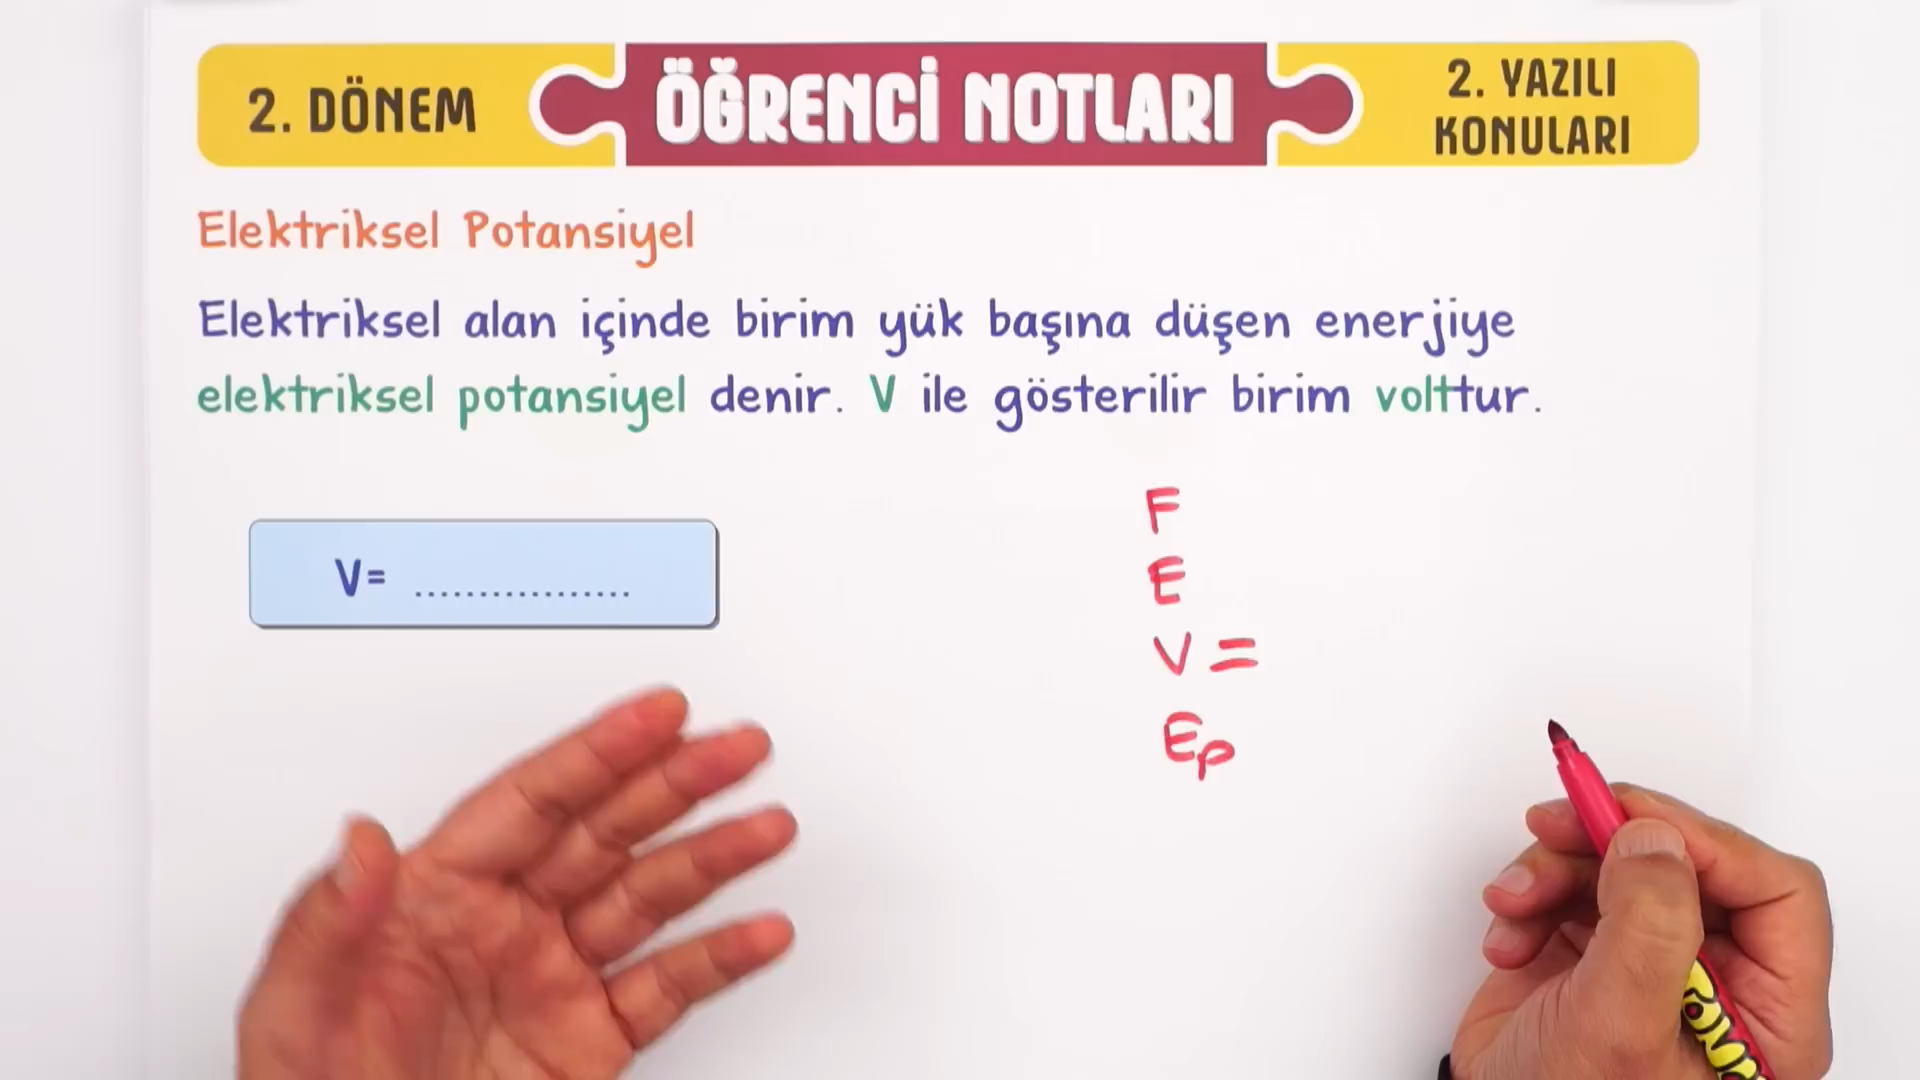 2. DÖNEM
ÖĞRENCİ NOTLARI
2. YAZILI
KONULARI
Elektriksel Potansiyel
Elektriksel alan içinde birim yük başına düşen enerjiye
elektriksel potansiyel denir. V ile gösterilir birim volttur.
V= .................
F
E
V =
Ep